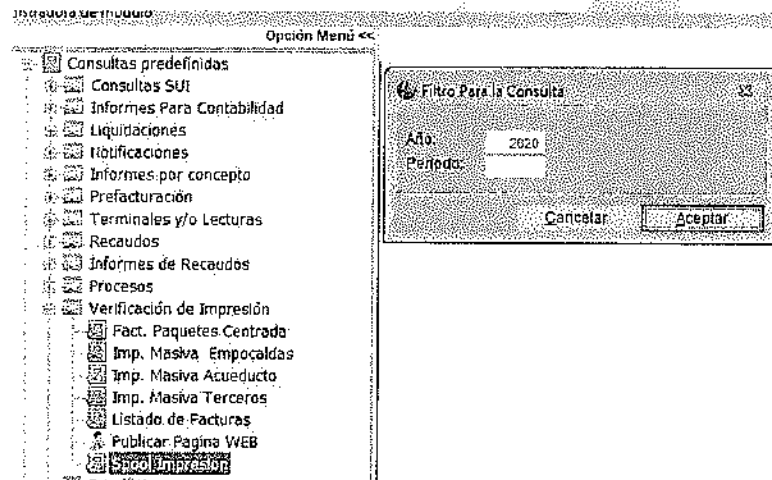 Opción Menú <<
Consultas predefinidas
Consultas SUI
Informes Para Contabilidad
Liquidaciones
Notificaciones
Informes por concepto
Prefacturación
Terminales y/o Lecturas
Recaudos
Informes de Recaudos
Procesos
Verificación de Impresión
Fact. Paquetes Centrada
Imp. Masiva Empocaldas
Imp. Masiva Acueducto
Imp. Masiva Terceros
Listado de Facturas
Publicar Pagina WEB
Spool Impresión
Filtro Para la Consulta
Año: 2020
Periodo:
Cancelar Aceptar